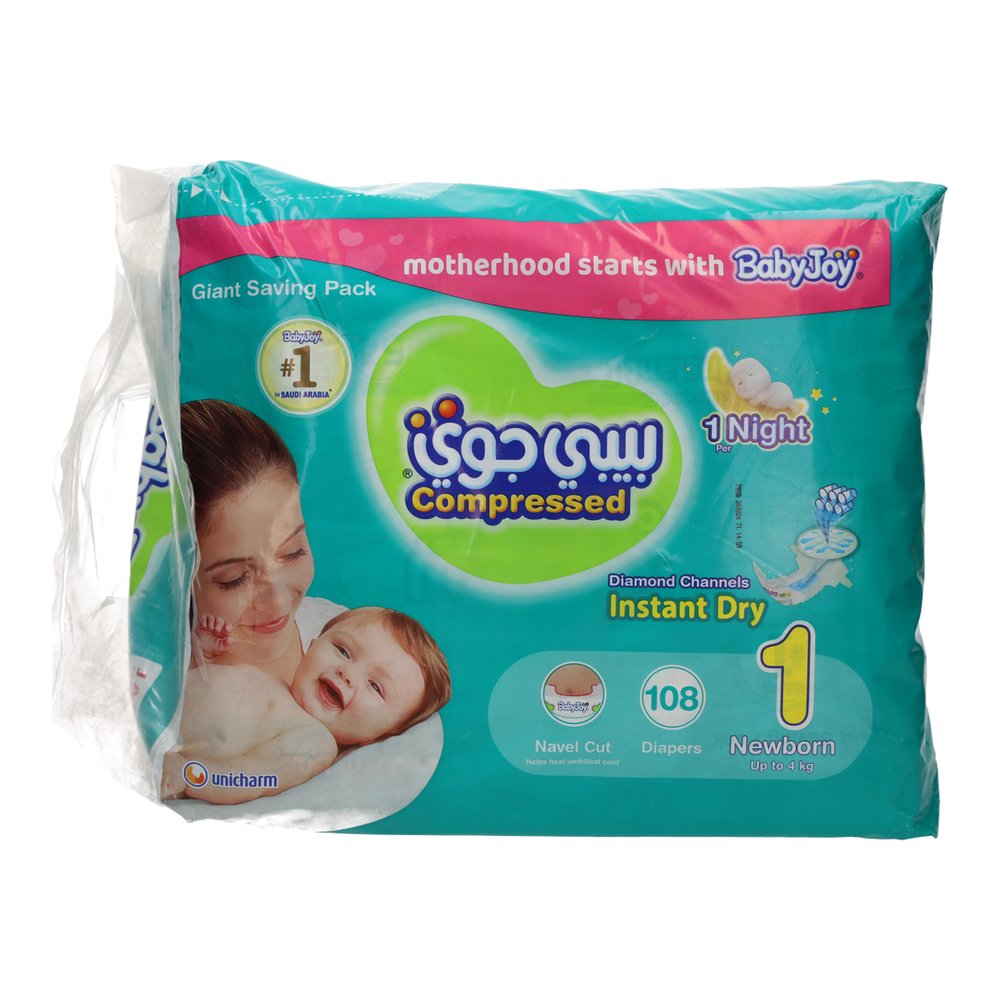 motherhood starts with BabyJoy®
Giant Saving Pack
BabyJoy
#1
in SAUDI ARABIA*
بيبي جوي®
Compressed
1 Night
Per
Diamond Channels
Instant Dry
BabyJoy
Navel Cut
Helps heal umbilical cord
108
Diapers
1
Newborn
Up to 4 kg
unicharm